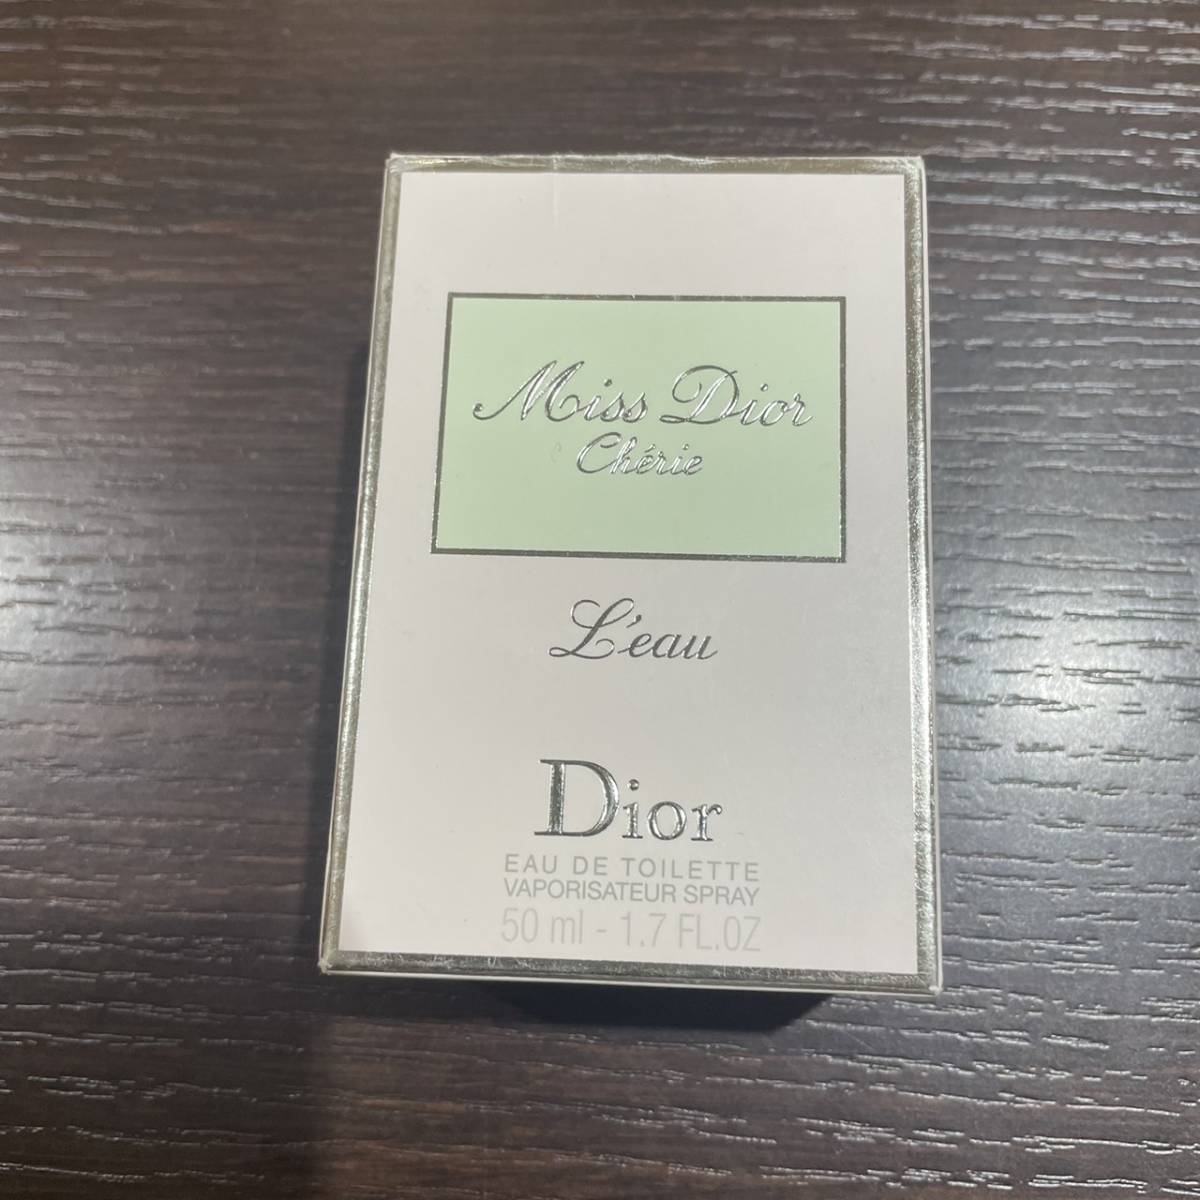 Miss Dior
Chérie
L'eau
Dior
EAU DE TOILETTE
VAPORISATEUR SPRAY
50 ml - 1.7 FL.OZ